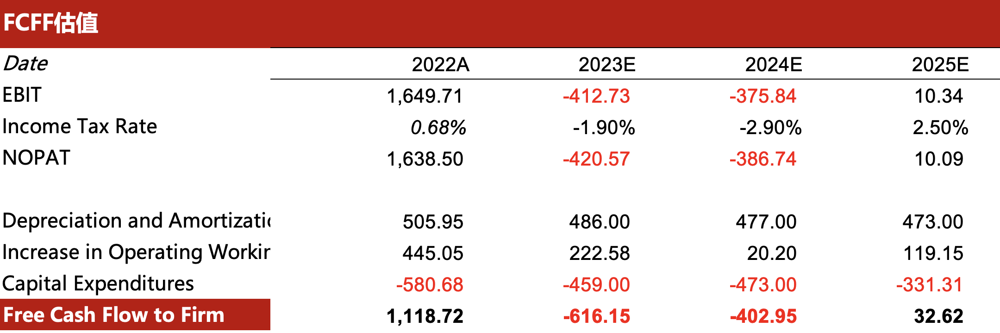 FCFF估值
Date 2022A 2023E 2024E 2025E
EBIT 1,649.71 -412.73 -375.84 10.34
Income Tax Rate 0.68% -1.90% -2.90% 2.50%
NOPAT 1,638.50 -420.57 -386.74 10.09
Depreciation and Amortizatic 505.95 486.00 477.00 473.00
Increase in Operating Workir 445.05 222.58 20.20 119.15
Capital Expenditures -580.68 -459.00 -473.00 -331.31
Free Cash Flow to Firm 1,118.72 -616.15 -402.95 32.62